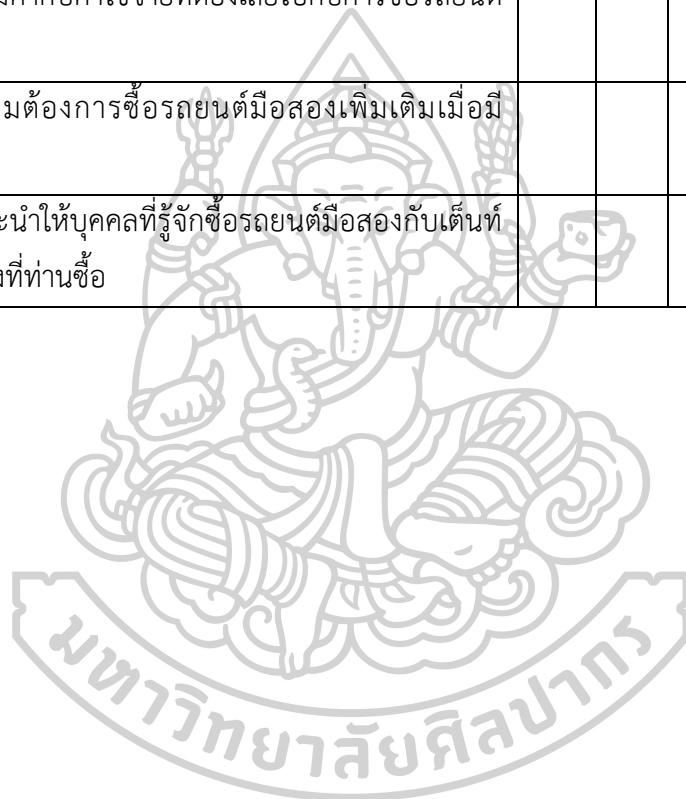 มต้องการซื้อรถยนต์มือสองเพิ่มเติมเมื่อมี
ะนำให้บุคคลที่รู้จักซื้อรถยนต์มือสองกับเต็นท์
งที่ท่านซื้อ
มหาวิทยาลัยศิลปากร